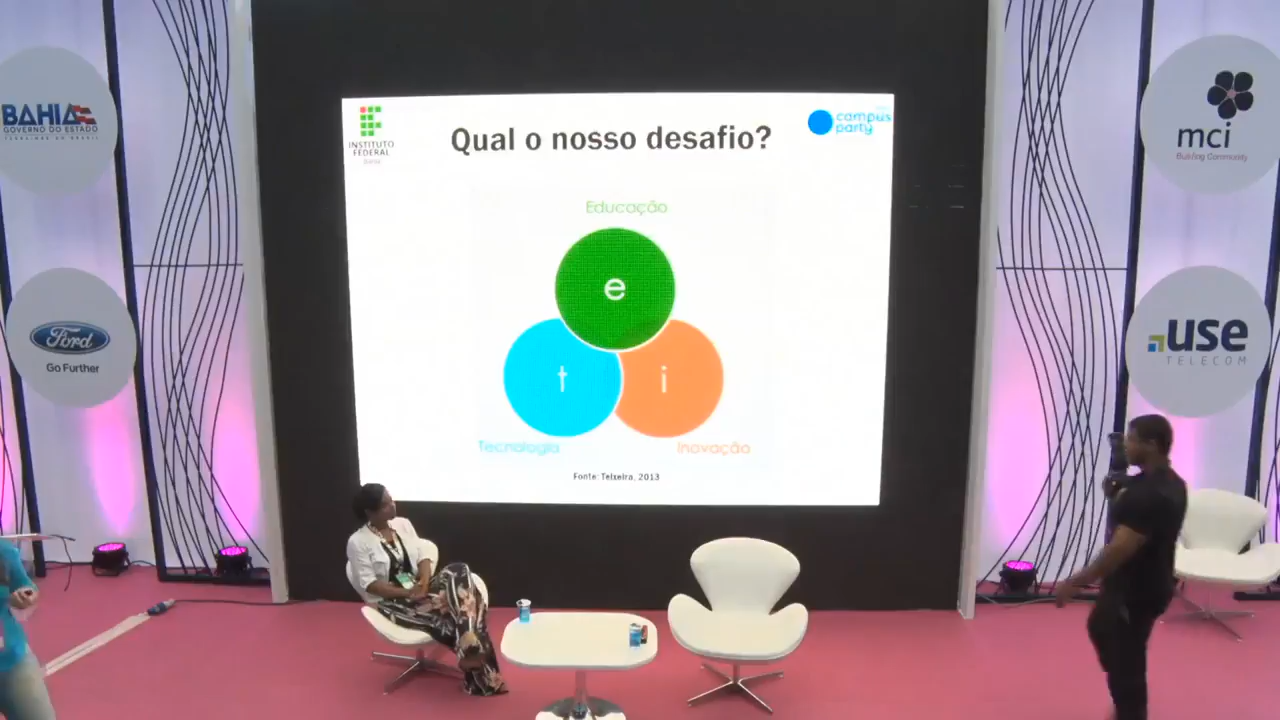 BAHIA
GOVERNO DO ESTADO
Ford
Go Further
INSTITUTO
FEDERAL
Qual o nosso desafio?
campus
party
Educação
e
t
i
Tecnologia
Inovação
Fonte: Teixeira, 2013
mci
Building Community
USE
TELECOM